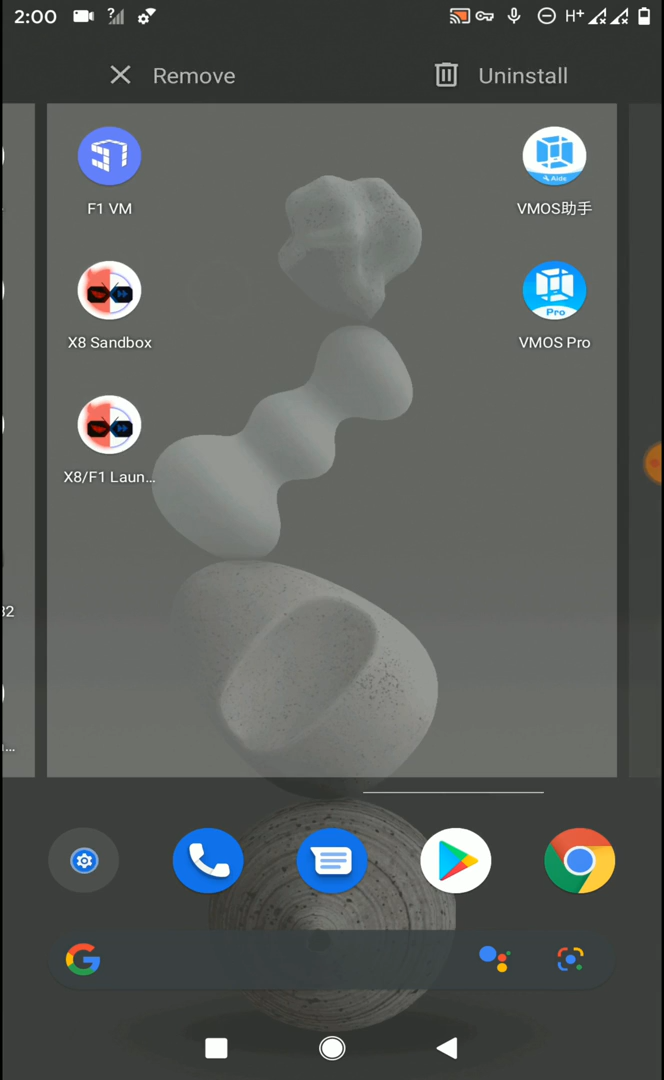 2:00
H+
Remove
Uninstall
F1 VM
Aide
VMOS助手
X8 Sandbox
Pro
VMOS Pro
X8/F1 Laun...
32
...